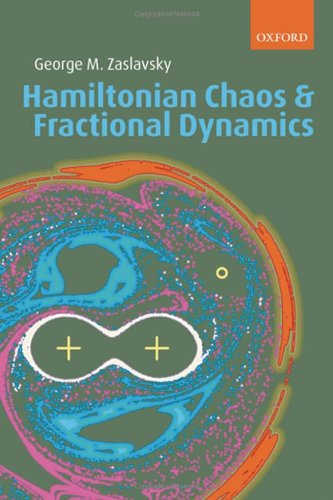 OXFORD
George M. Zaslavsky
Hamiltonian Chaos &
Fractional Dynamics